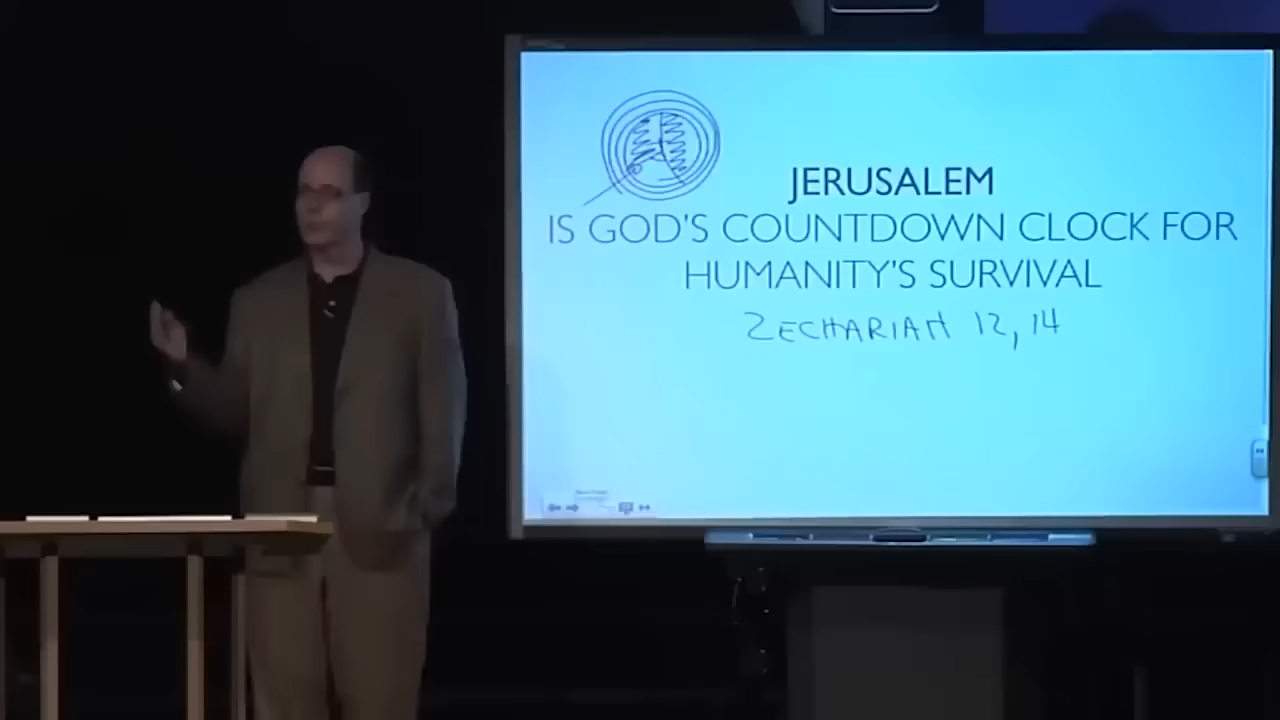 JERUSALEM
IS GOD'S COUNTDOWN CLOCK FOR
HUMANITY'S SURVIVAL
ZECHARIAH 12, 14